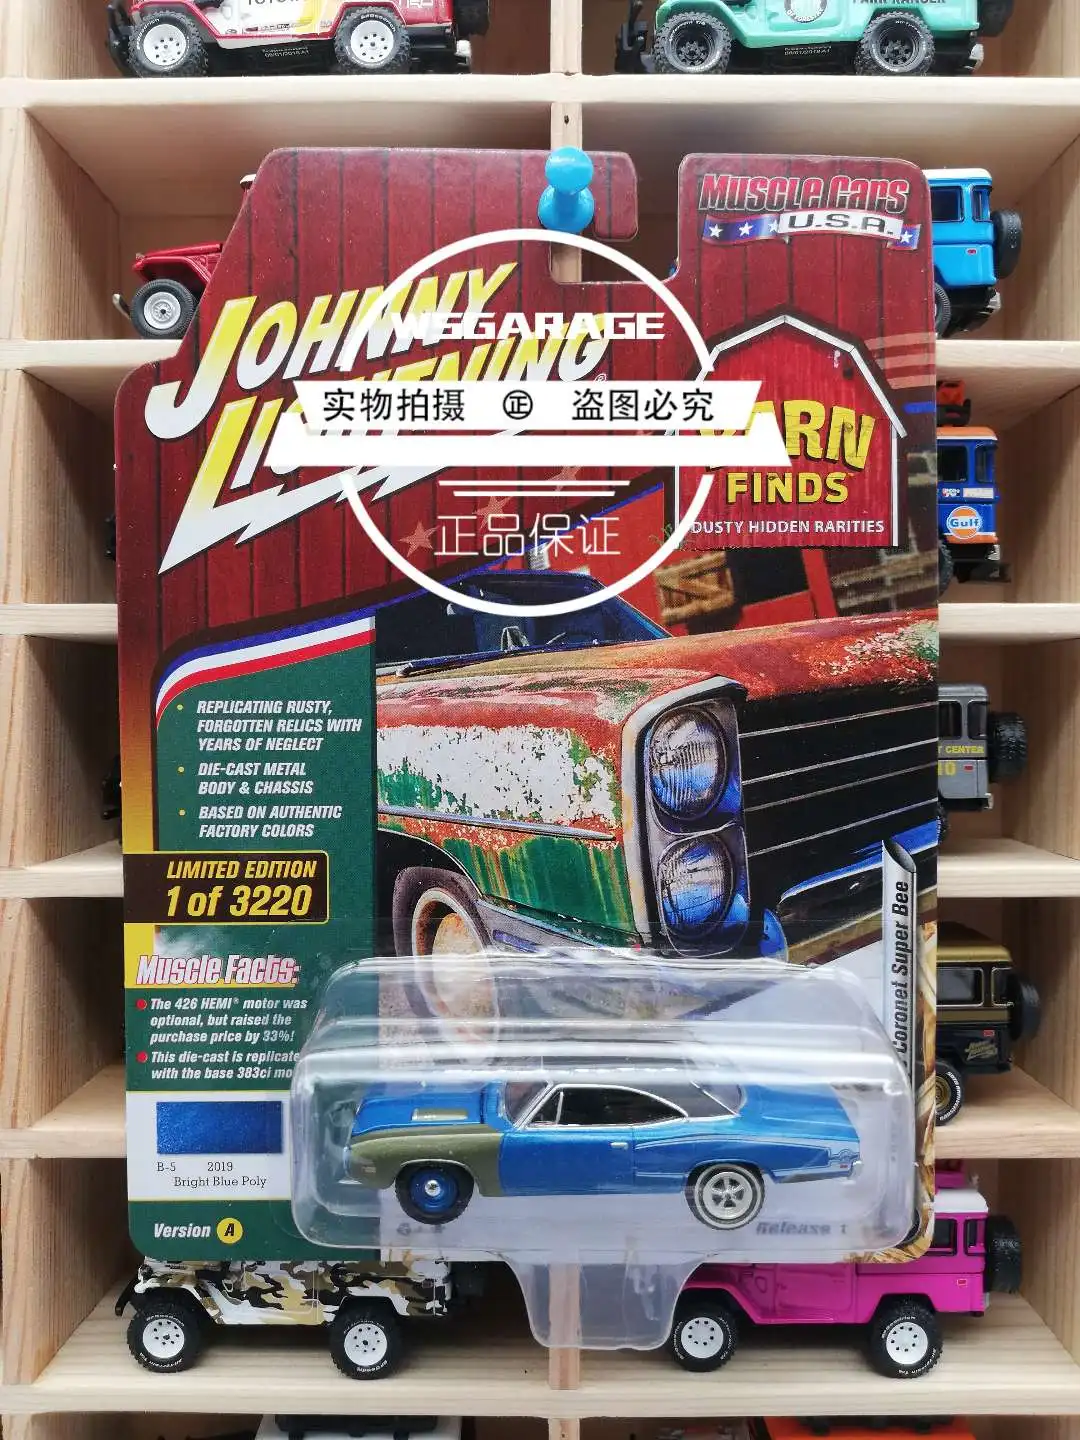 PARK RANGER
MUSCLE CARS
U.S.A.
JOHNNY
LIGHTNING
®
WSGARAGE
实物拍摄 正 盗图必究
正品保证
BARN
FINDS
DUSTY HIDDEN RARITIES
Gulf
• REPLICATING RUSTY,
FORGOTTEN RELICS WITH
YEARS OF NEGLECT
• DIE-CAST METAL
BODY & CHASSIS
• BASED ON AUTHENTIC
FACTORY COLORS
LIMITED EDITION
1 of 3220
CENTER
Coronet Super Bee
MUSCLE FACTS:
The 426 HEMI® motor was
optional, but raised the
purchase price by 33%!
This die-cast is replicate
with the base 383ci mo
B-5 2019
Bright Blue Poly
Version A
Release 1